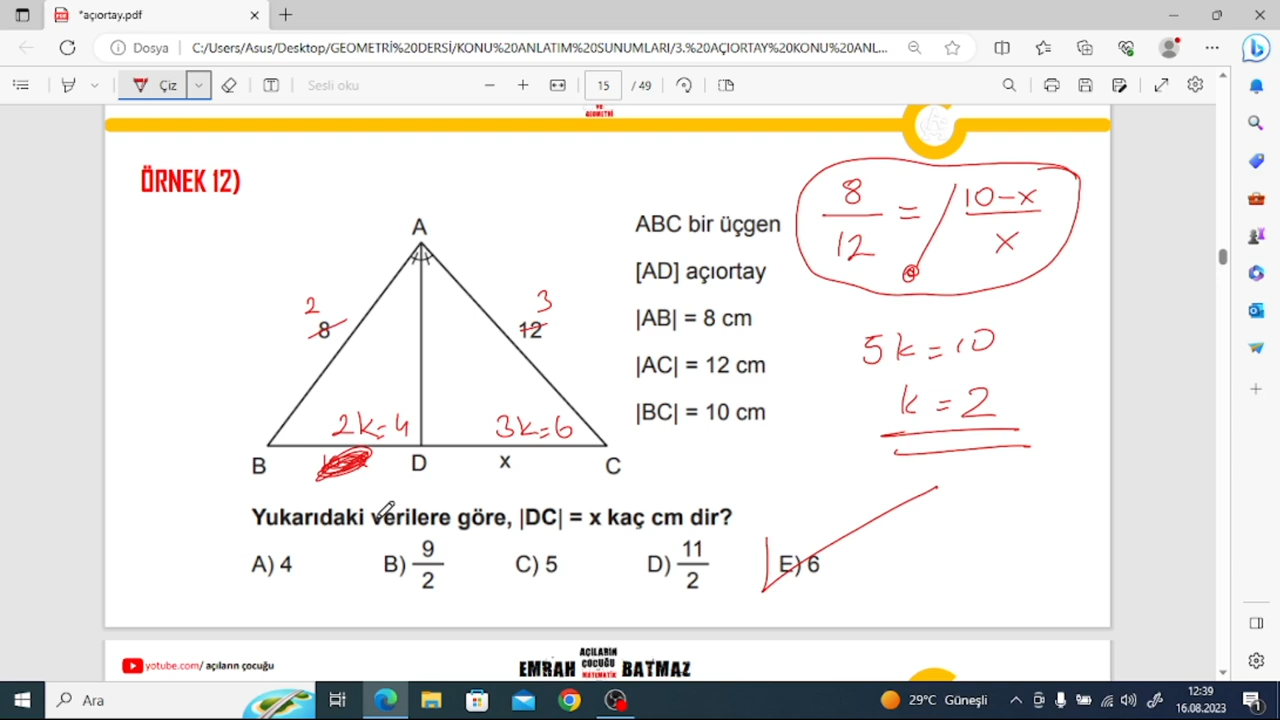 *açıortay.pdf
Dosya
C:/Users/Asus/Desktop/GEOMETRİ%20DERSİ/KONU%20ANLATIM%20SUNUMLARI/3.%20AÇIORTAY%20KONU%20ANL...
Çiz
Sesli oku
15
/ 49
VE
GEOMETRİ
ÖRNEK 12)
A
2
8
3
12
2k=4
3k=6
B
D
x
C
ABC bir üçgen
[AD] açıortay
|AB| = 8 cm
|AC| = 12 cm
|BC| = 10 cm
8/12 = 10-x/x
5k=10
k=2
Yukarıdaki verilere göre, |DC| = x kaç cm dir?
A) 4 B) 9/2 C) 5 D) 11/2 E) 6
yotube.com/ açıların çocuğu
AÇILARIN
EMRAH ÇOCUĞU BATMAZ
MATEMATİK
Ara
29°C Güneşli
12:39
16.08.2023
1